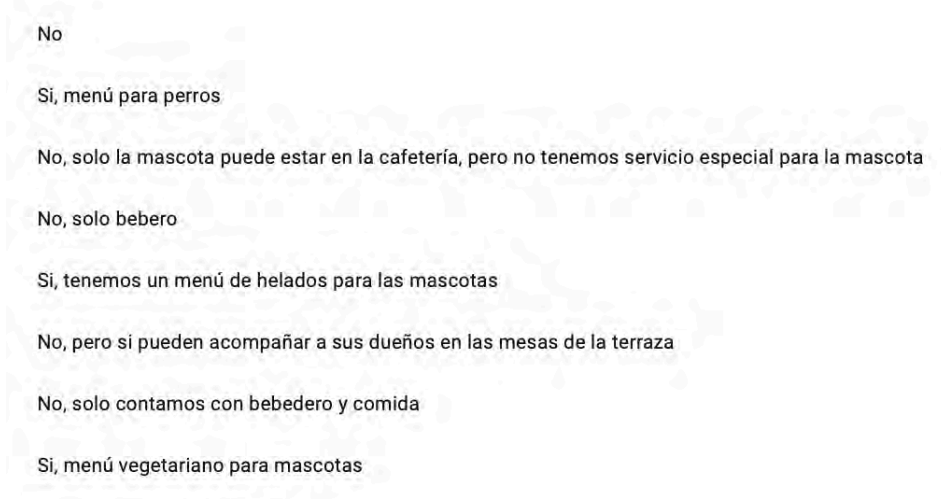 No
Si, menú para perros
No, solo la mascota puede estar en la cafetería, pero no tenemos servicio especial para la mascota
No, solo bebero
Si, tenemos un menú de helados para las mascotas
No, pero si pueden acompañar a sus dueños en las mesas de la terraza
No, solo contamos con bebedero y comida
Si, menú vegetariano para mascotas